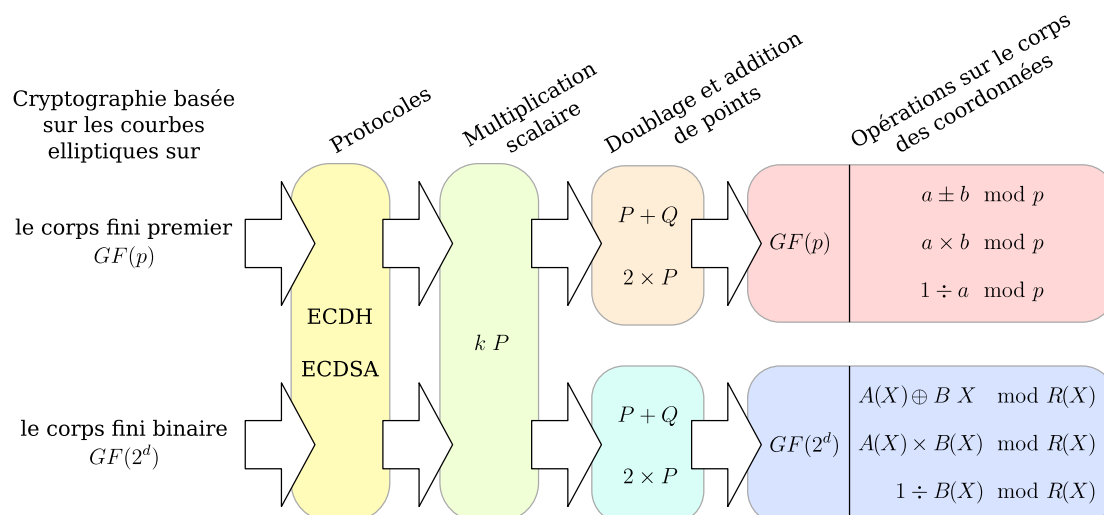 Cryptographie basée
sur les courbes
elliptiques sur
Protocoles
Multiplication
scalaire
Doublage et addition
de points
Opérations sur le corps
des coordonnées
le corps fini premier
GF(p)
ECDH
ECDSA
k P
P + Q
2 × P
GF(p)
a ± b mod p
a × b mod p
1 ÷ a mod p
le corps fini binaire
GF(2^d)
P + Q
2 × P
GF(2^d)
A(X) ⊕ B X mod R(X)
A(X) × B(X) mod R(X)
1 ÷ B(X) mod R(X)